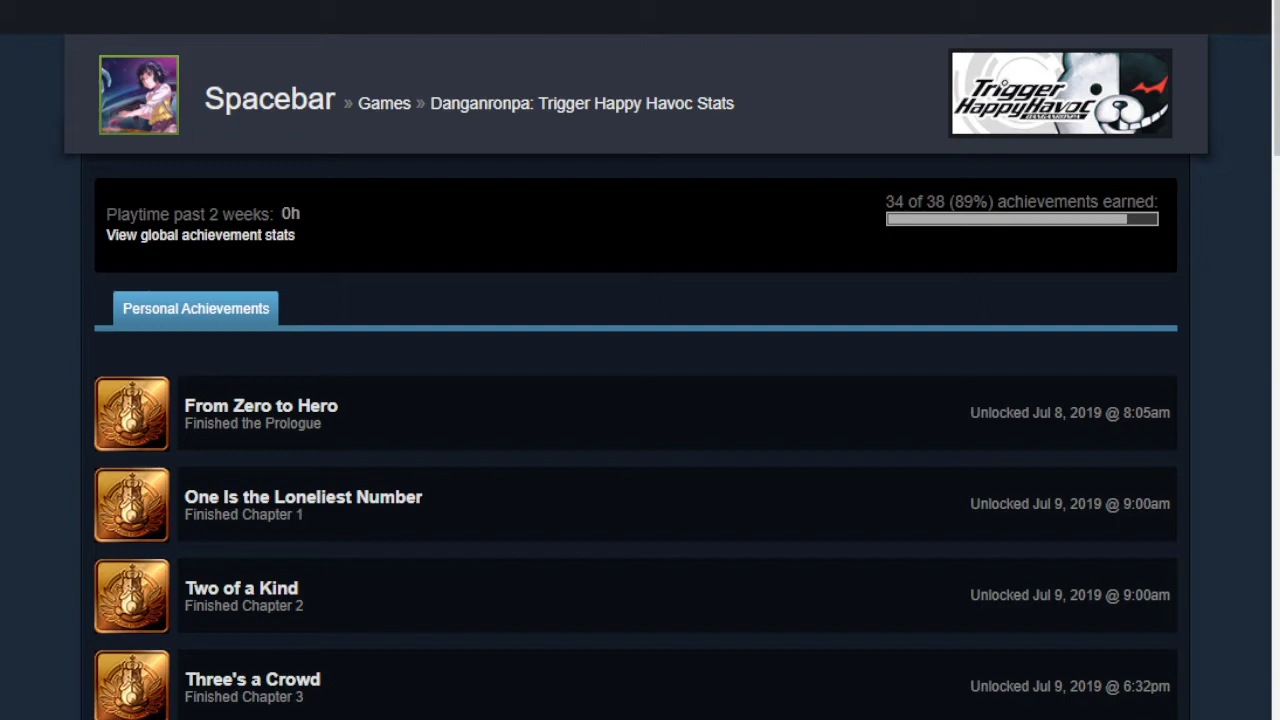 Spacebar » Games » Danganronpa: Trigger Happy Havoc Stats
Trigger
HappyHavoc
DANGANRONPA
Playtime past 2 weeks: 0h
View global achievement stats
34 of 38 (89%) achievements earned:
Personal Achievements
From Zero to Hero
Finished the Prologue
Unlocked Jul 8, 2019 @ 8:05am
One Is the Loneliest Number
Finished Chapter 1
Unlocked Jul 9, 2019 @ 9:00am
Two of a Kind
Finished Chapter 2
Unlocked Jul 9, 2019 @ 9:00am
Three's a Crowd
Finished Chapter 3
Unlocked Jul 9, 2019 @ 6:32pm